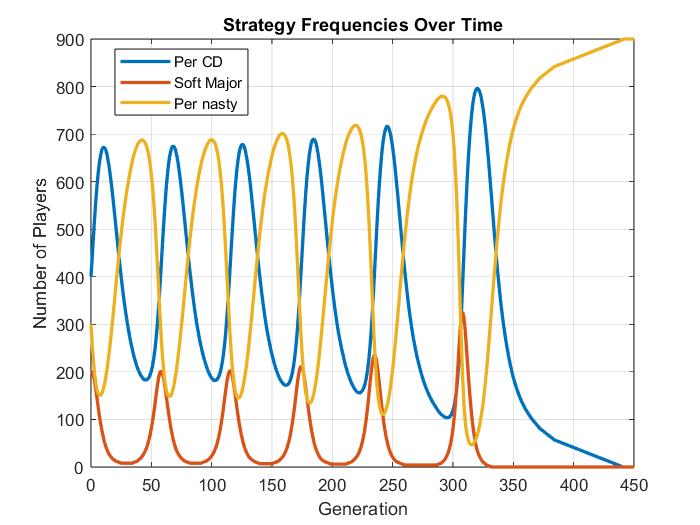 Strategy Frequencies Over Time
Per CD
Soft Major
Per nasty
Number of Players
900
800
700
600
500
400
300
200
100
0
0 50 100 150 200 250 300 350 400 450
Generation